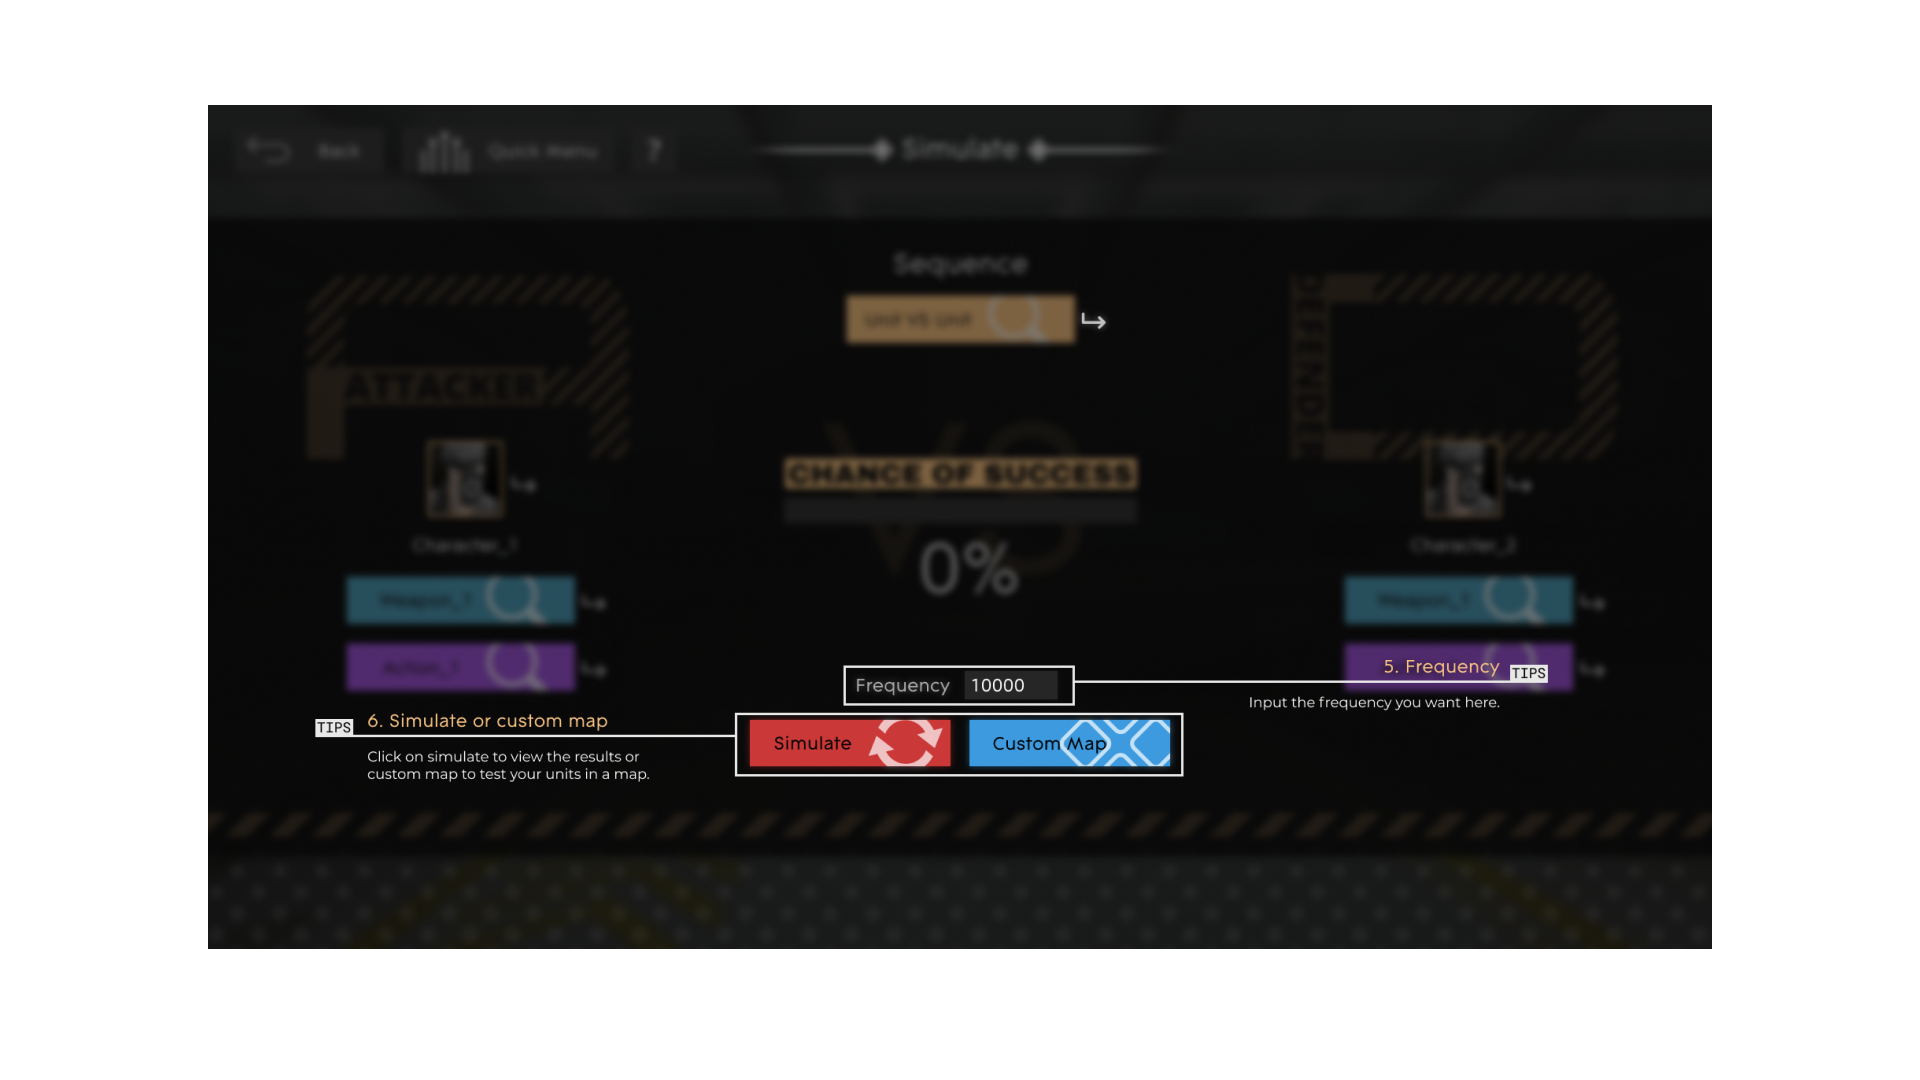 Back
Quick Menu
?
Simulate
Sequence
Unit VS Unit
ATTACKER
VS
CHANCE OF SUCCESS
0%
Character_1
Character_2
Weapon_1
Weapon_1
Action_1
Frequency 10000
5. Frequency
TIPS
Input the frequency you want here.
TIPS
6. Simulate or custom map
Click on simulate to view the results or
custom map to test your units in a map.
Simulate
Custom Map